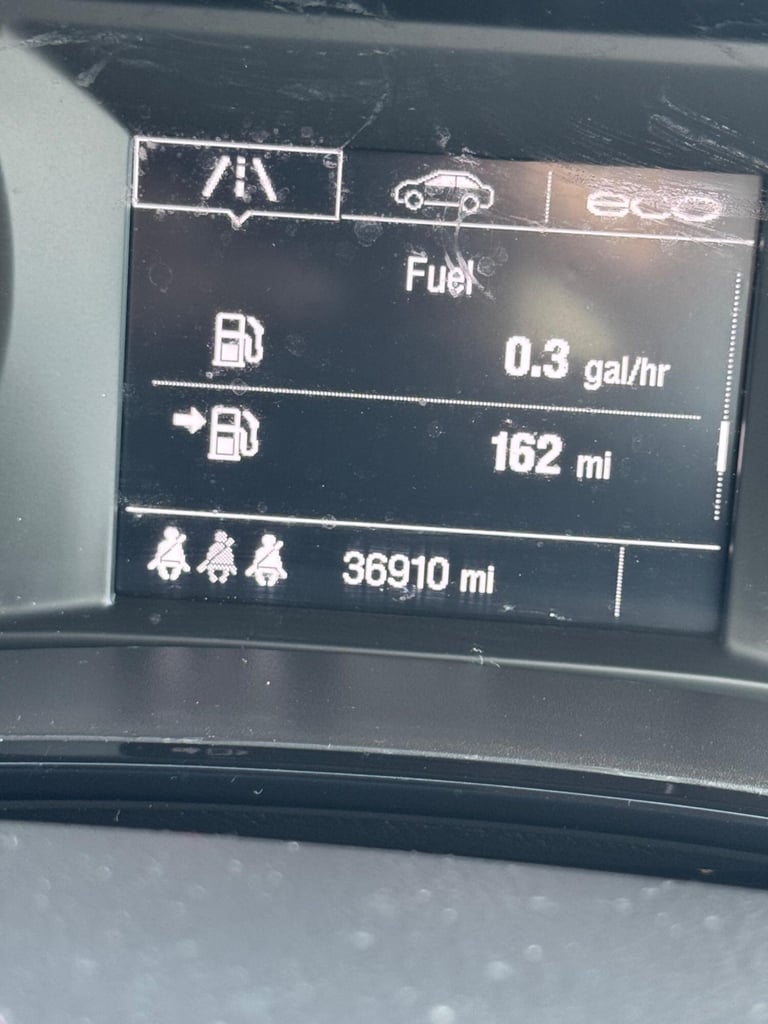 eco
Fuel
0.3 gal/hr
162 mi
36910 mi